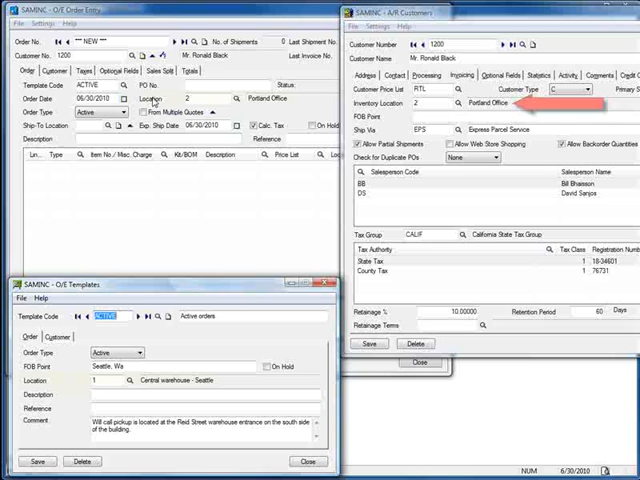 SAMINC - O/E Order Entry
File Settings Help
Order No. *** NEW *** No. of Shipments 0 Last Shipment
Customer No. 1200 Mr. Ronald Black Last Invoice No.
Order Customer Taxes Optional Fields Sales Split Totals
Template Code ACTIVE PO No. Status:
Order Date 06/30/2010 Location 2 Portland Office
Order Type Active From Multiple Quotes
Ship-To Location Exp. Ship Date 06/30/2010 Calc. Tax On Hold
Description Reference
Lin... Type Item No./Misc. Charge Kit/BOM Description Price List
SAMINC - A/R Customers
File Settings Help
Customer Number 1200
Customer Name Mr. Ronald Black
Address Contact Processing Invoicing Optional Fields Statistics Activity Comments Credit
Customer Price List RTL Customer Type C Primary S
Inventory Location 2 Portland Office
FOB Point
Ship Via EPS Express Parcel Service
Allow Partial Shipments Allow Web Store Shopping Allow Backorder Quantities
Check for Duplicate POs None
Salesperson Code Salesperson Name
BB Bill Bhanson
DS David Sanjos
Tax Group CALIF California State Tax Group
Tax Authority Tax Class Registration Numb
State Tax 1 18-34601
County Tax 1 76731
Retainage % 10.00000 Retention Period 60 Days
Retainage Terms
Save Delete
Close
SAMINC - O/E Templates
File Help
Template Code ACTIVE Active orders
Order Customer
Order Type Active
FOB Point Seattle, Wa On Hold
Location 1 Central warehouse - Seattle
Description
Reference
Comment Will call pickup is located at the Reid Street warehouse entrance on the south side
of the building.
Save Delete Close
NUM 6/30/2010